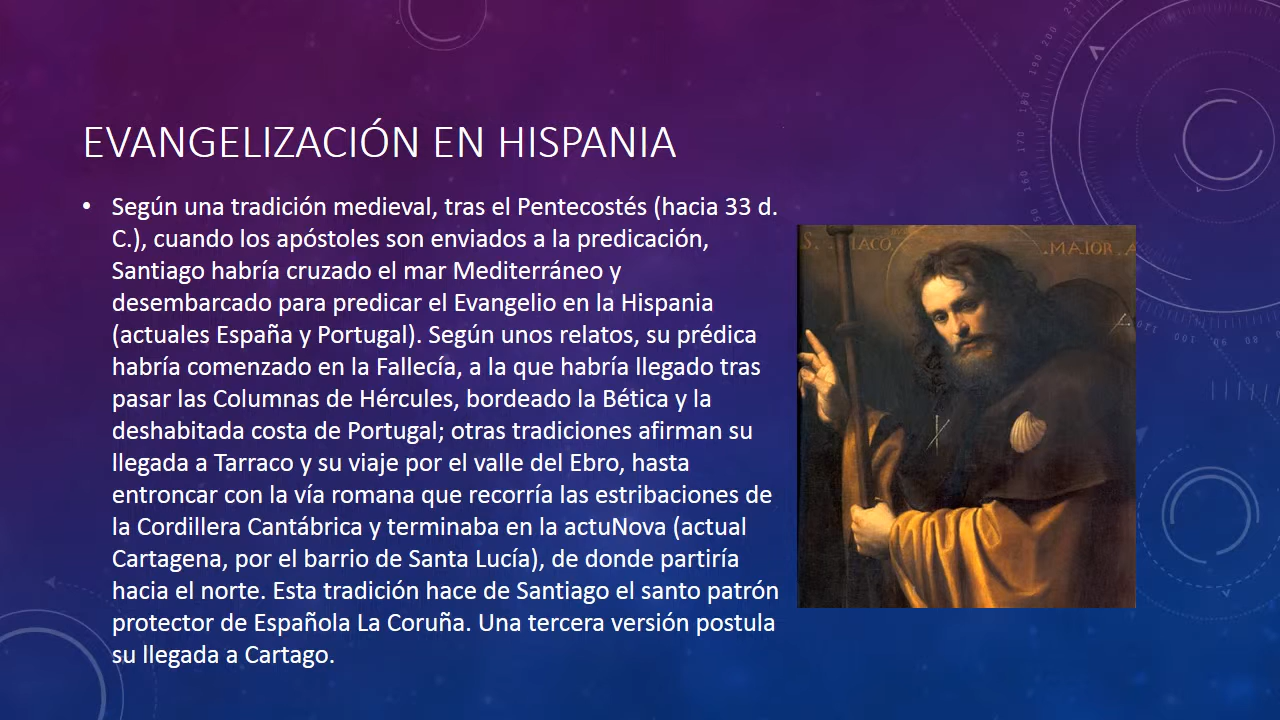 EVANGELIZACIÓN EN HISPANIA
• Según una tradición medieval, tras el Pentecostés (hacia 33 d.
C.), cuando los apóstoles son enviados a la predicación,
Santiago habría cruzado el mar Mediterráneo y
desembarcado para predicar el Evangelio en la Hispania
(actuales España y Portugal). Según unos relatos, su prédica
habría comenzado en la Fallecía, a la que habría llegado tras
pasar las Columnas de Hércules, bordeado la Bética y la
deshabitada costa de Portugal; otras tradiciones afirman su
llegada a Tarraco y su viaje por el valle del Ebro, hasta
entroncar con la vía romana que recorría las estribaciones de
la Cordillera Cantábrica y terminaba en la actuNova (actual
Cartagena, por el barrio de Santa Lucía), de donde partiría
hacia el norte. Esta tradición hace de Santiago el santo patrón
protector de Española La Coruña. Una tercera versión postula
su llegada a Cartago.
S. IACO. .MAIOR. A
200
190
180
170
160